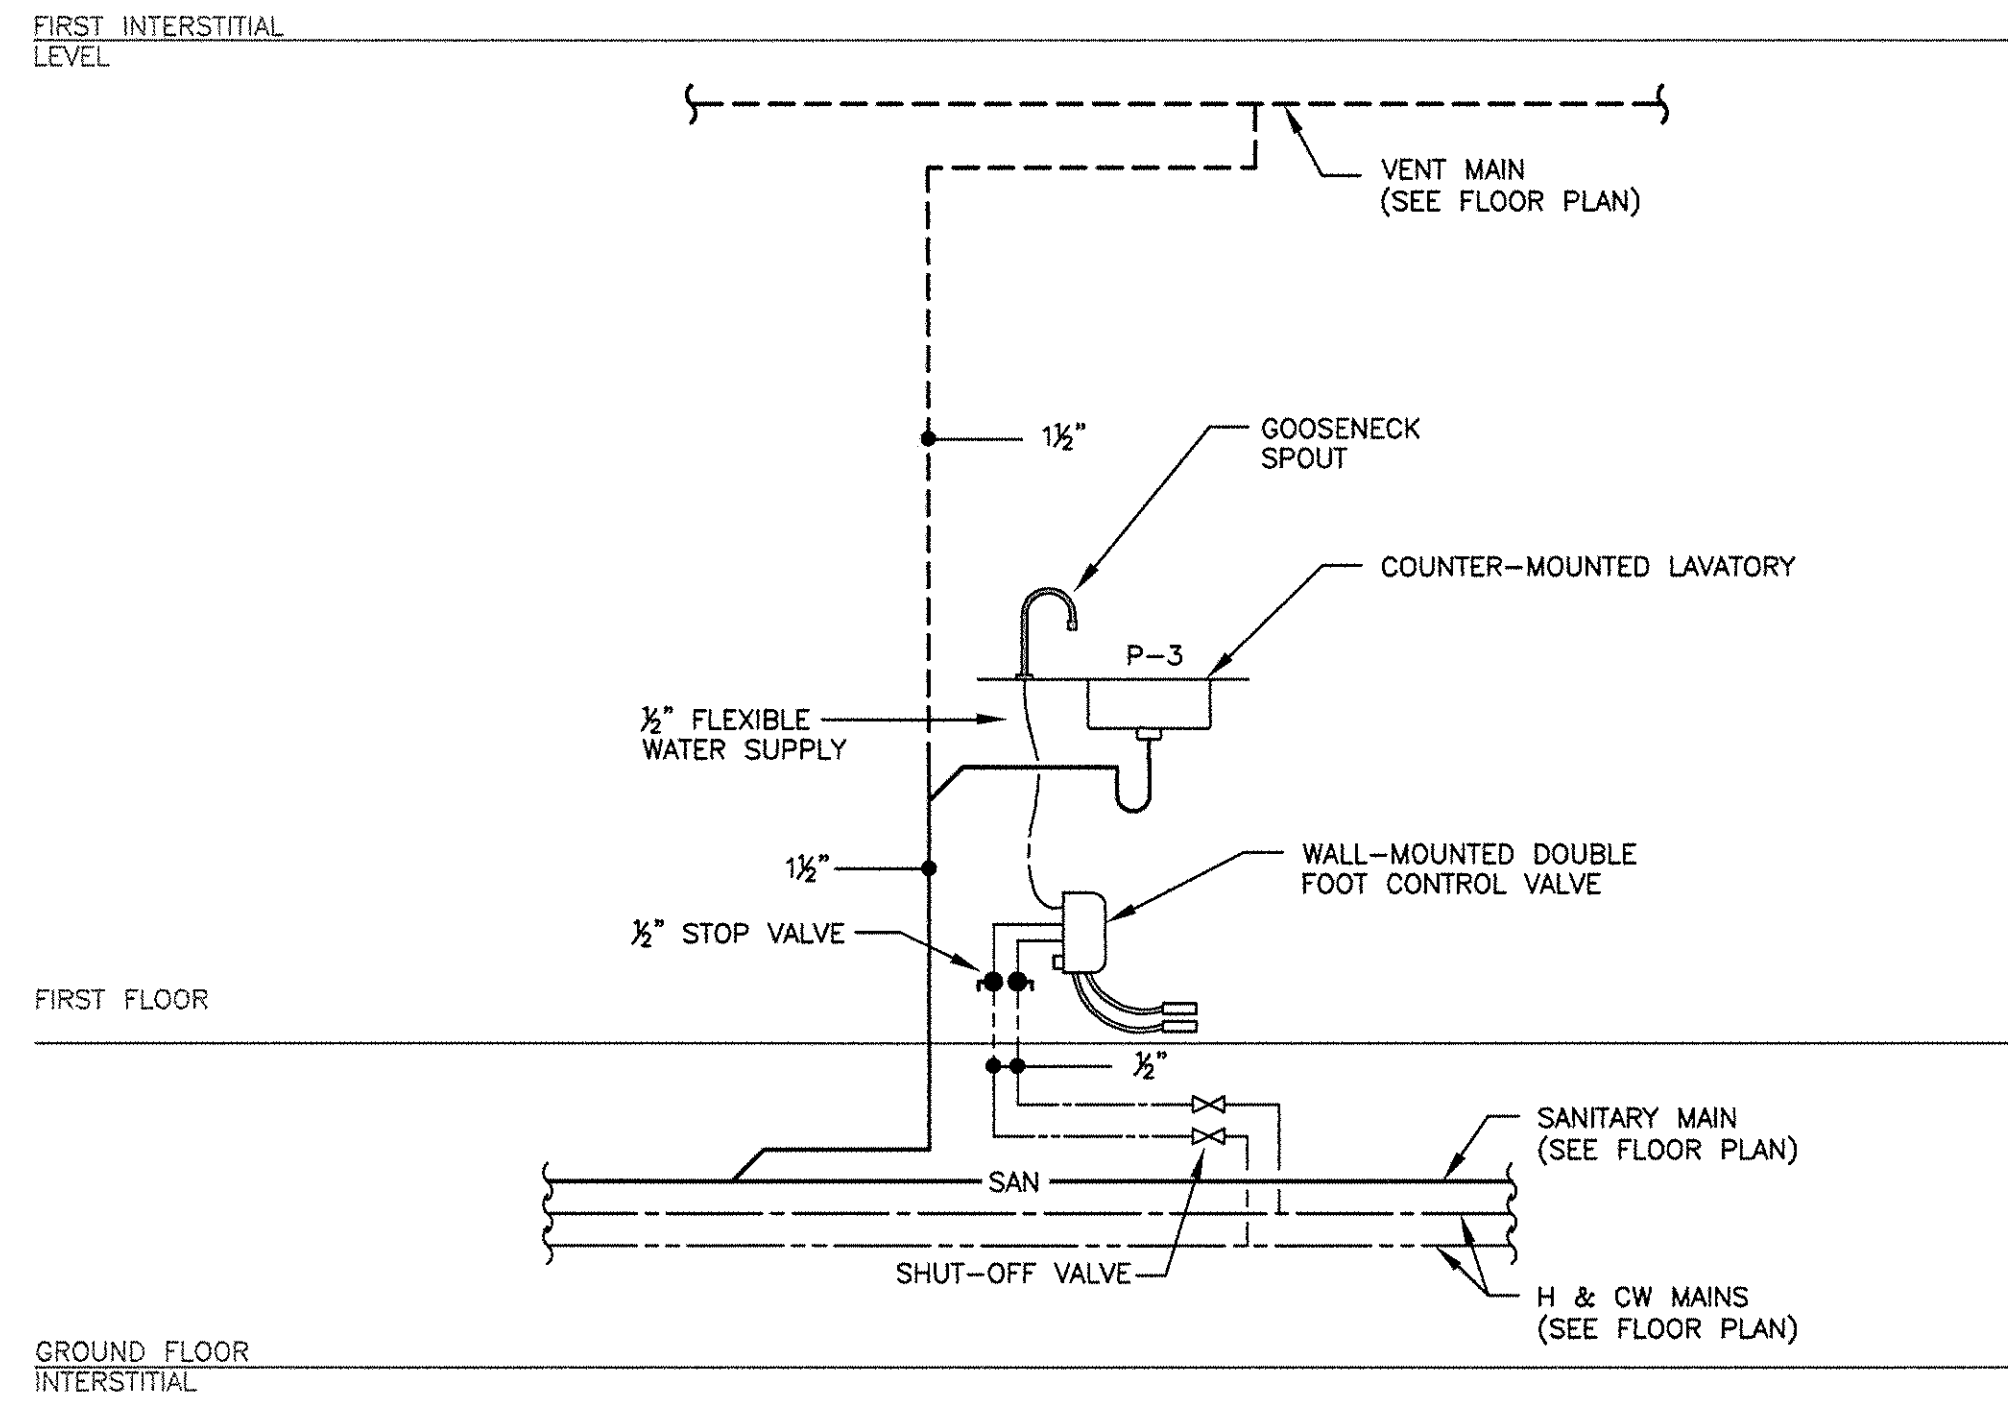 FIRST INTERSTITIAL
LEVEL
VENT MAIN
(SEE FLOOR PLAN)
1½"
GOOSENECK
SPOUT
COUNTER-MOUNTED LAVATORY
P-3
½" FLEXIBLE
WATER SUPPLY
1½"
WALL-MOUNTED DOUBLE
FOOT CONTROL VALVE
½" STOP VALVE
FIRST FLOOR
½"
SANITARY MAIN
(SEE FLOOR PLAN)
SAN
SHUT-OFF VALVE
H & CW MAINS
(SEE FLOOR PLAN)
GROUND FLOOR
INTERSTITIAL